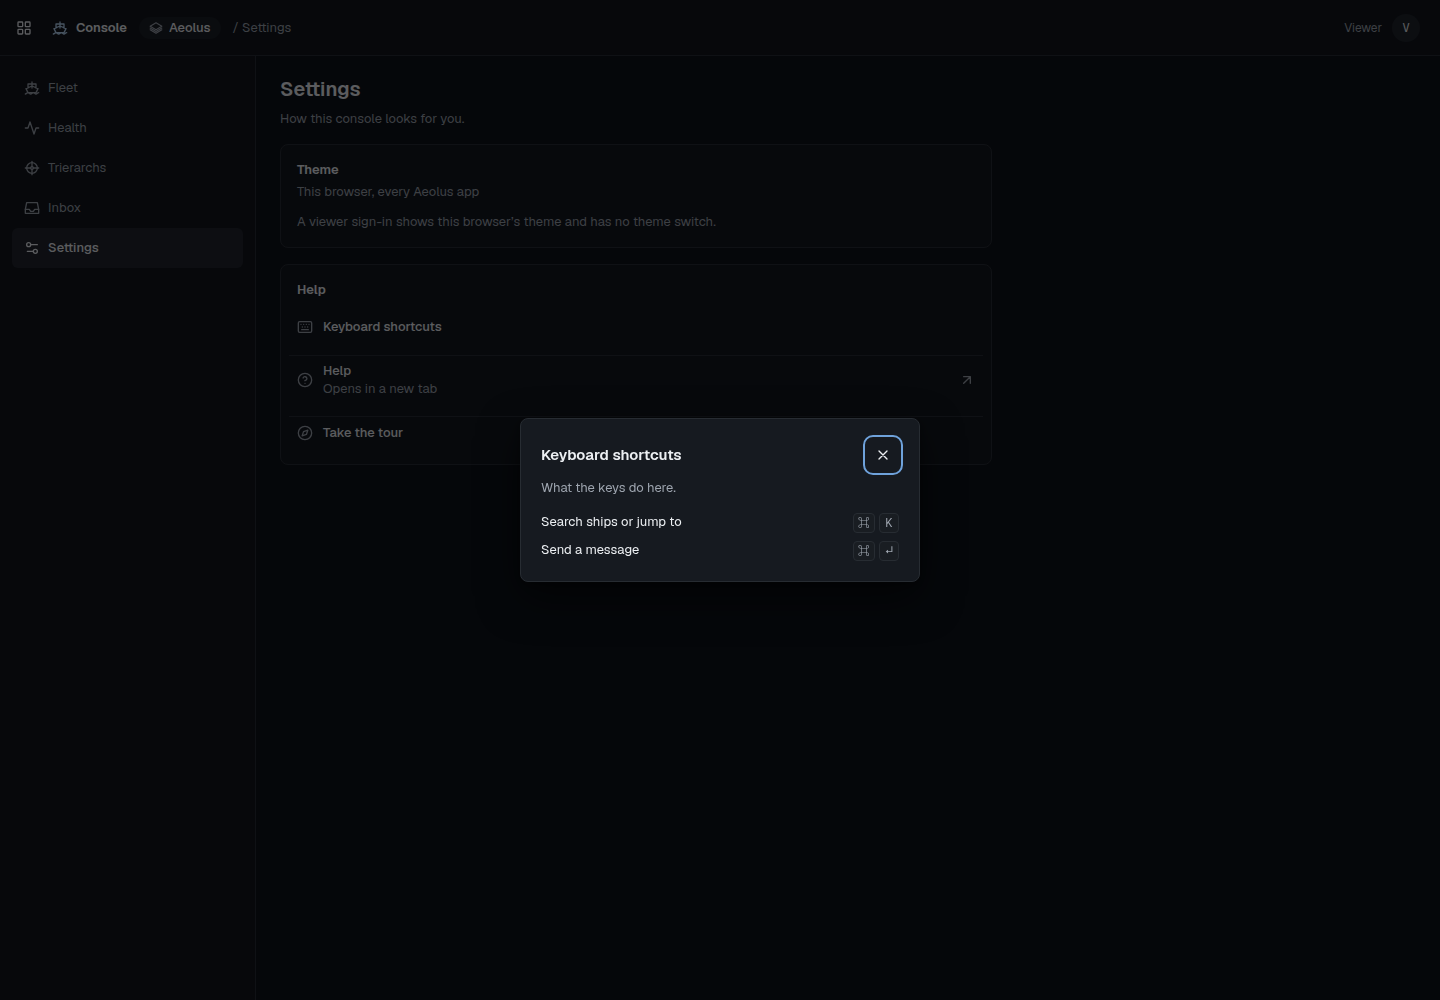 Console
Aeolus
/ Settings
Viewer
V
Fleet
Health
Trierarchs
Inbox
Settings
Settings
How this console looks for you.
Theme
This browser, every Aeolus app
A viewer sign-in shows this browser's theme and has no theme switch.
Help
Keyboard shortcuts
Help
Opens in a new tab
Take the tour
Keyboard shortcuts
What the keys do here.
Search ships or jump to
⌘ K
Send a message
⌘ ↵